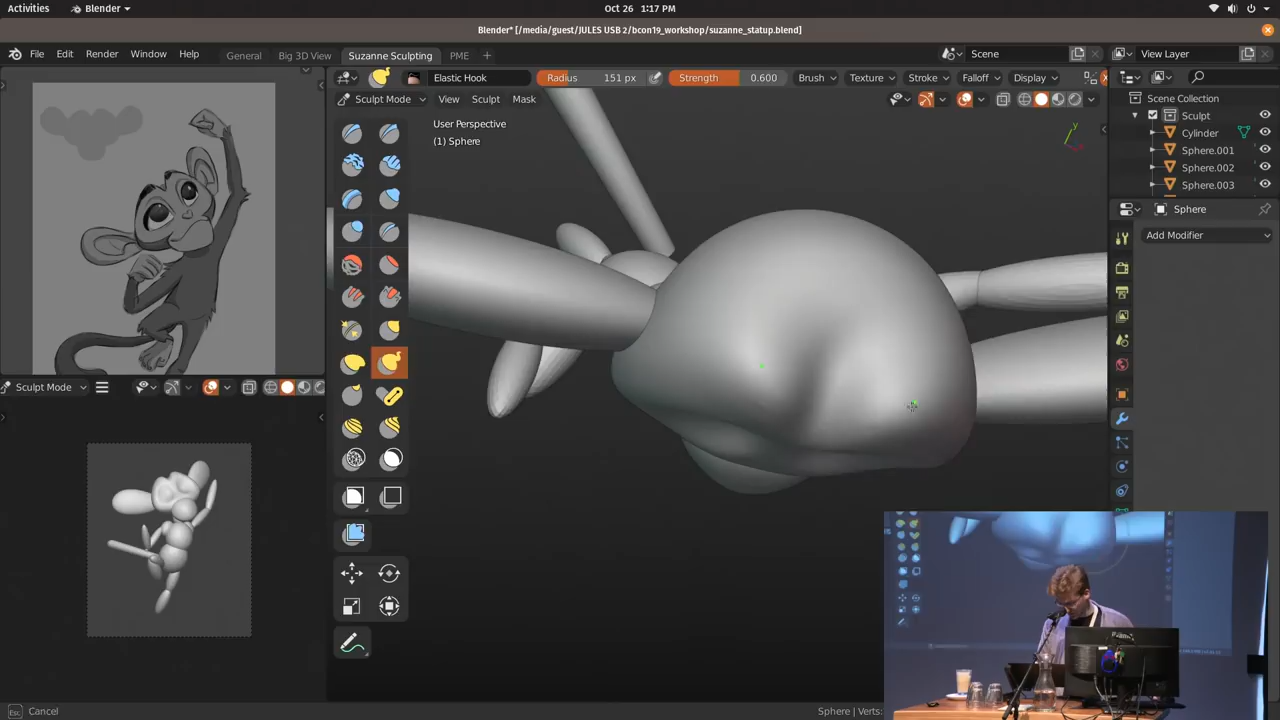 Activities Blender Oct 26 1:17 PM
Blender* [/media/guest/JULES USB 2/bcon19_workshop/suzanne_statup.blend]
File Edit Render Window Help General Big 3D View Suzanne Sculpting PME + Scene View Layer
Elastic Hook Radius 151 px Strength 0.600 Brush Texture Stroke Falloff Display
Sculpt Mode View Sculpt Mask
User Perspective
(1) Sphere
Scene Collection
Sculpt
Cylinder
Sphere.001
Sphere.002
Sphere.003
Sphere
Add Modifier
Sculpt Mode
Esc Cancel
Sphere | Verts: